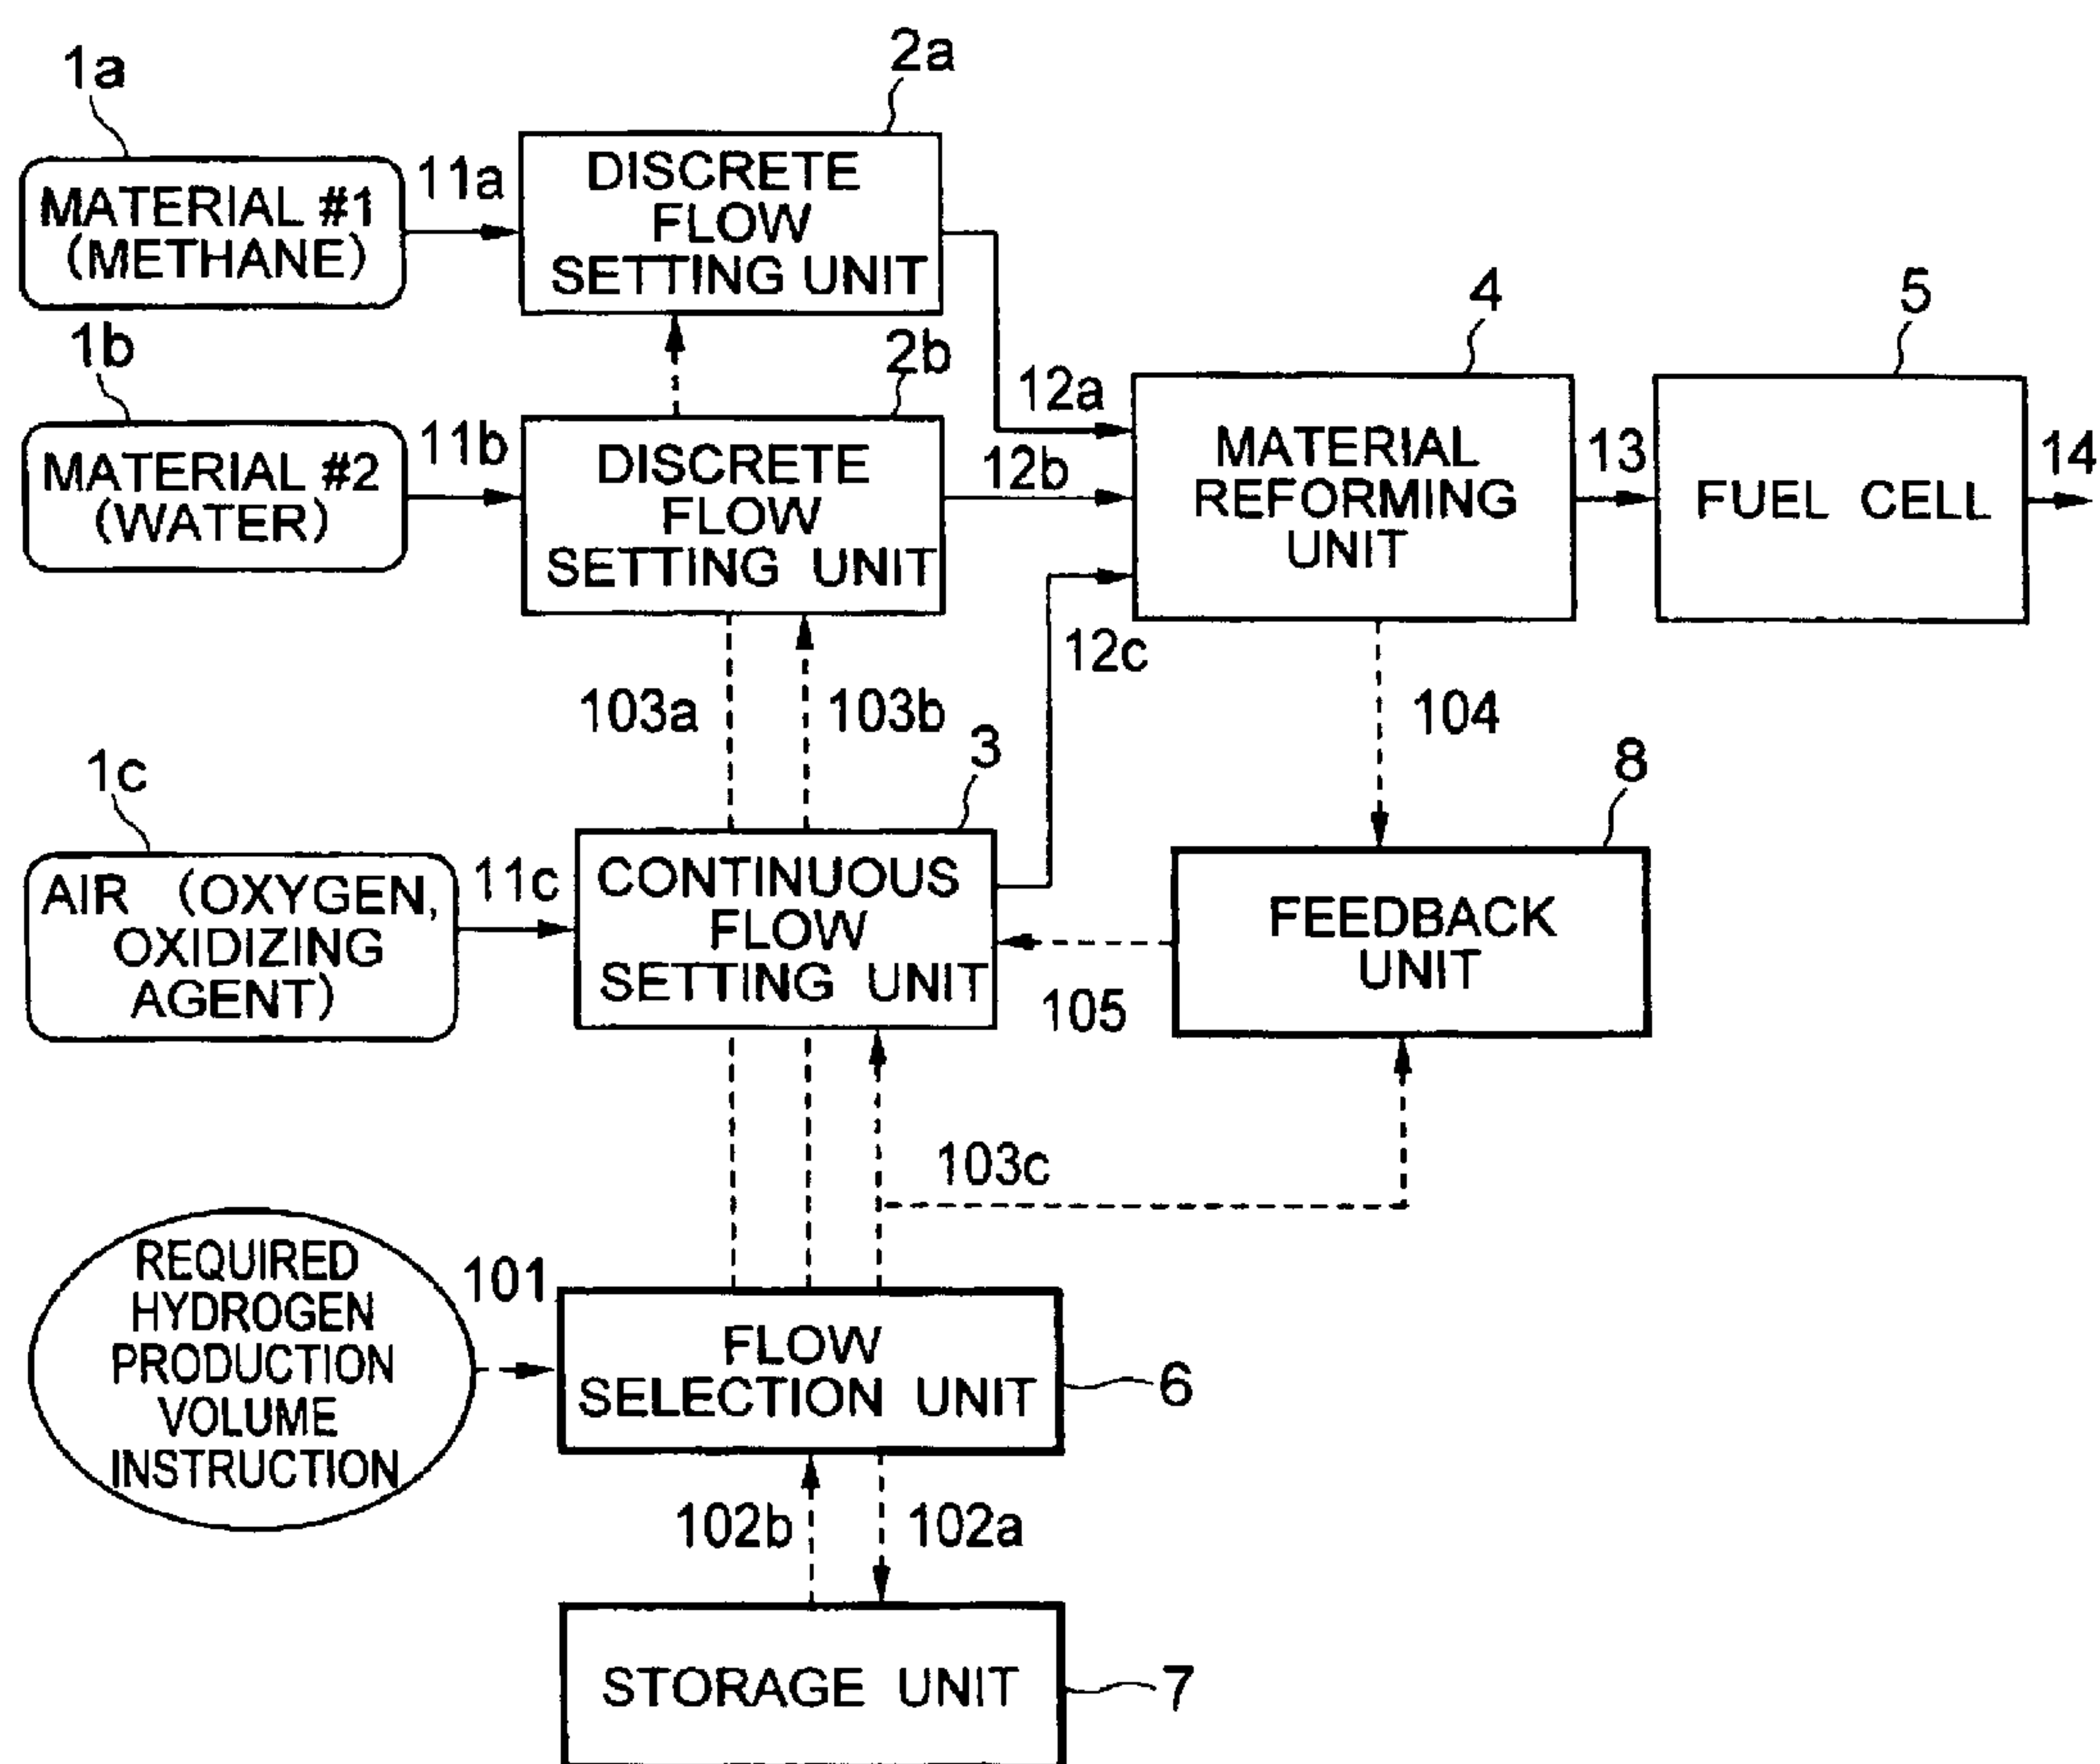 1a
2a
MATERIAL #1
(METHANE)
11a
DISCRETE
FLOW
SETTING UNIT
1b
2b
4
5
MATERIAL #2
(WATER)
11b
DISCRETE
FLOW
SETTING UNIT
12a
12b
12c
MATERIAL
REFORMING
UNIT
13
FUEL CELL
14
103a
103b
104
1c
3
8
AIR (OXYGEN,
OXIDIZING
AGENT)
11c
CONTINUOUS
FLOW
SETTING UNIT
105
FEEDBACK
UNIT
103c
REQUIRED
HYDROGEN
PRODUCTION
VOLUME
INSTRUCTION
101
FLOW
SELECTION UNIT
6
102b
102a
STORAGE UNIT
7